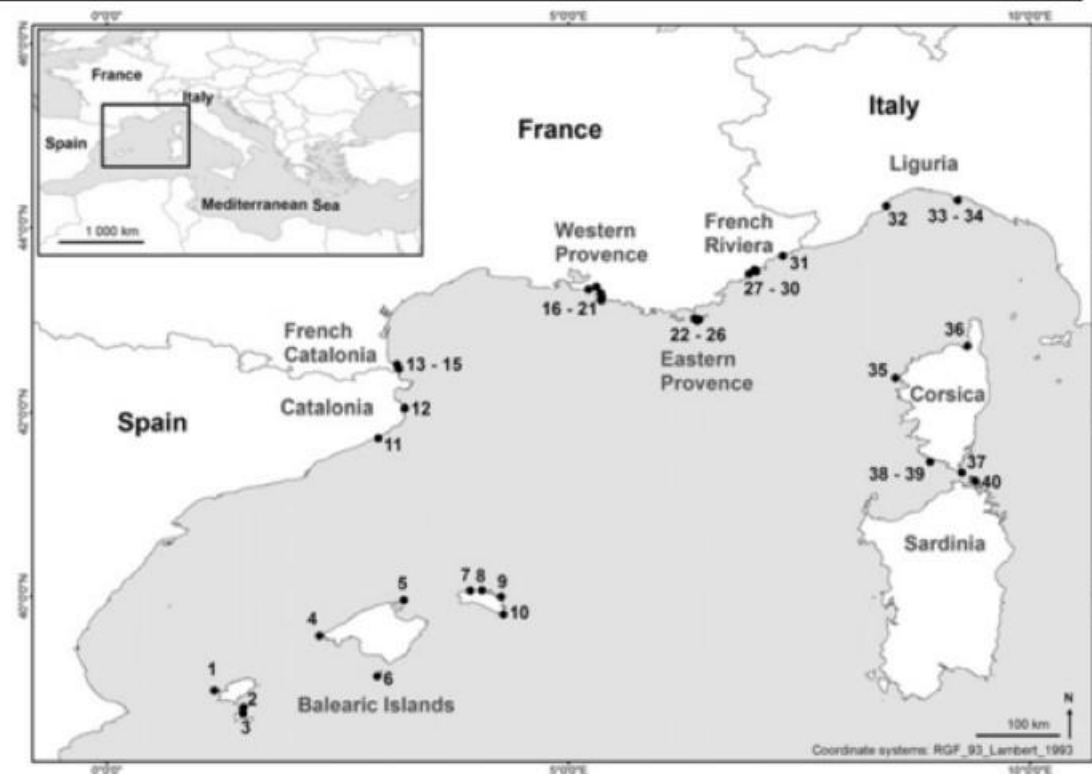 0°0'0"
5°0'0"E
10°0'0"E
France
Italy
Spain
Mediterranean Sea
1 000 km
France
Italy
Liguria
32
33 - 34
French
Riviera
31
27 - 30
Western
Provence
16 - 21
22 - 26
Eastern
Provence
French
Catalonia
13 - 15
Catalonia
12
11
Spain
36
35
Corsica
37
38 - 39
40
Sardinia
7 8 9
10
5
4
6
1
2
3
Balearic Islands
N
100 km
Coordinate systems: RGF_93_Lambert_1993
0°0'0"
5°0'0"E
10°0'0"E